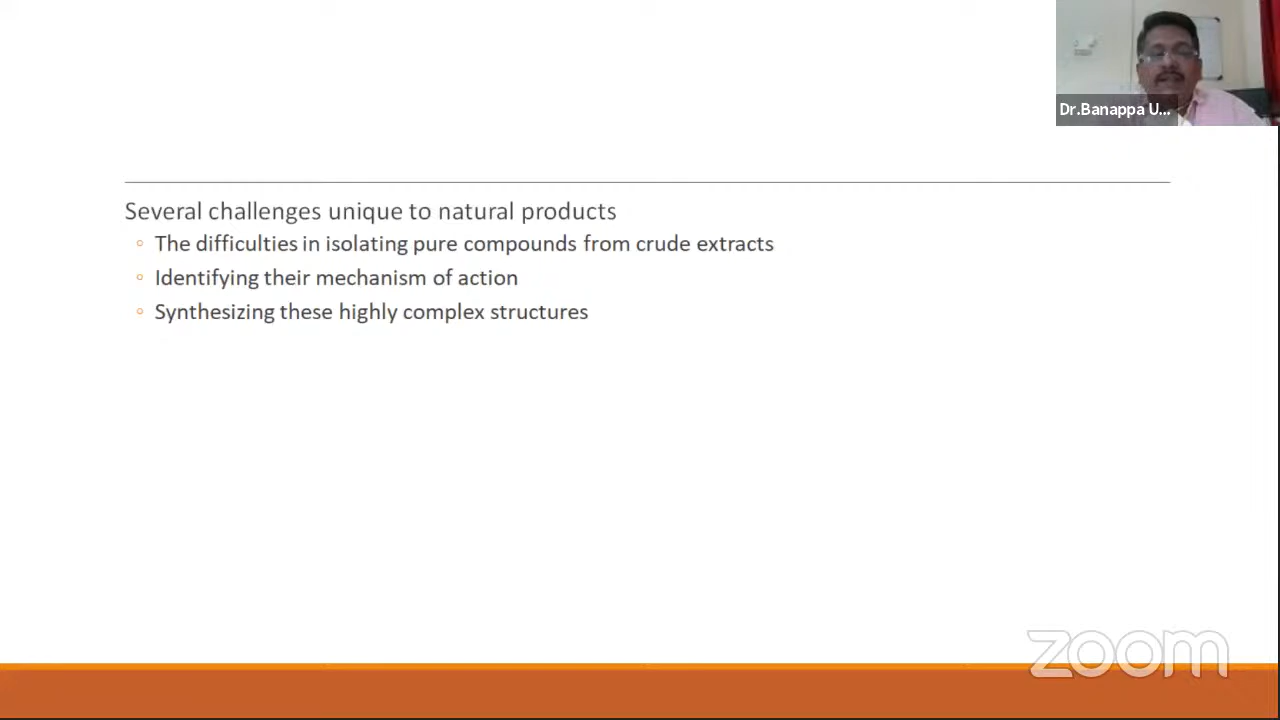 Dr.Banappa U...
Several challenges unique to natural products
◦ The difficulties in isolating pure compounds from crude extracts
◦ Identifying their mechanism of action
◦ Synthesizing these highly complex structures
zoom